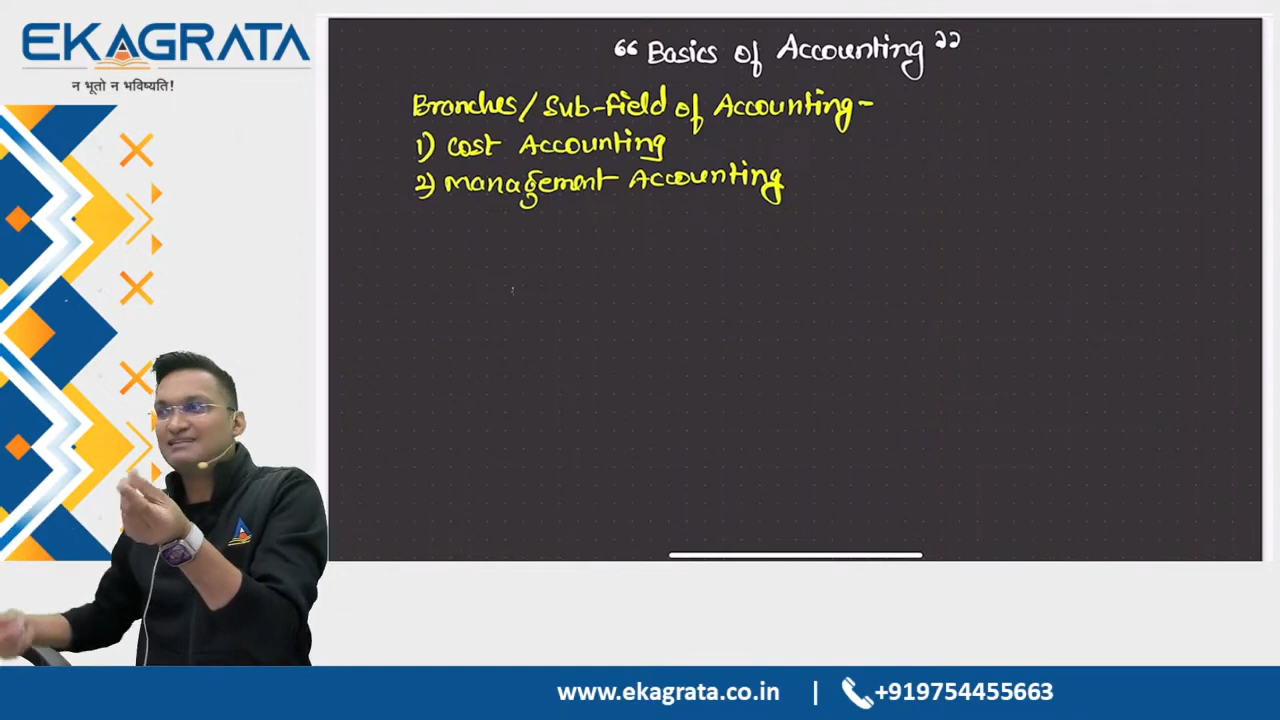 EKAGRATA
न भूतो न भविष्यति!
“ Basics of Accounting ”
Branches/Sub-field of Accounting-
1) Cost Accounting
2) Management Accounting
www.ekagrata.co.in | +919754455663